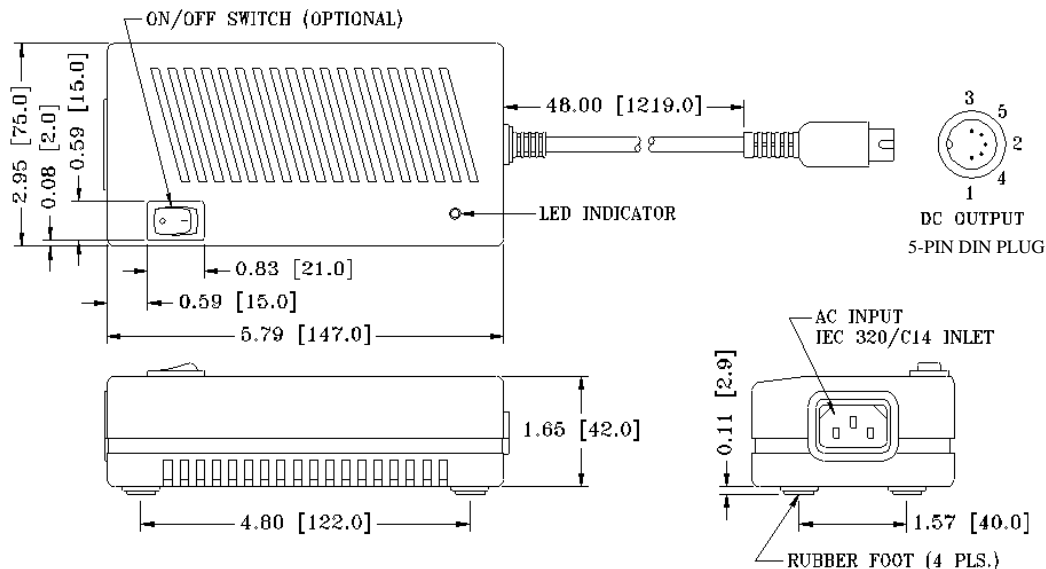 ON/OFF SWITCH (OPTIONAL)
2.95 [75.0]
0.08 [2.0]
0.59 [15.0]
48.00 [1219.0]
3
5
2
4
1
LED INDICATOR
DC OUTPUT
5-PIN DIN PLUG
0.83 [21.0]
0.59 [15.0]
5.79 [147.0]
AC INPUT
IEC 320/C14 INLET
1.65 [42.0]
0.11 [2.9]
4.80 [122.0]
1.57 [40.0]
RUBBER FOOT (4 PLS.)